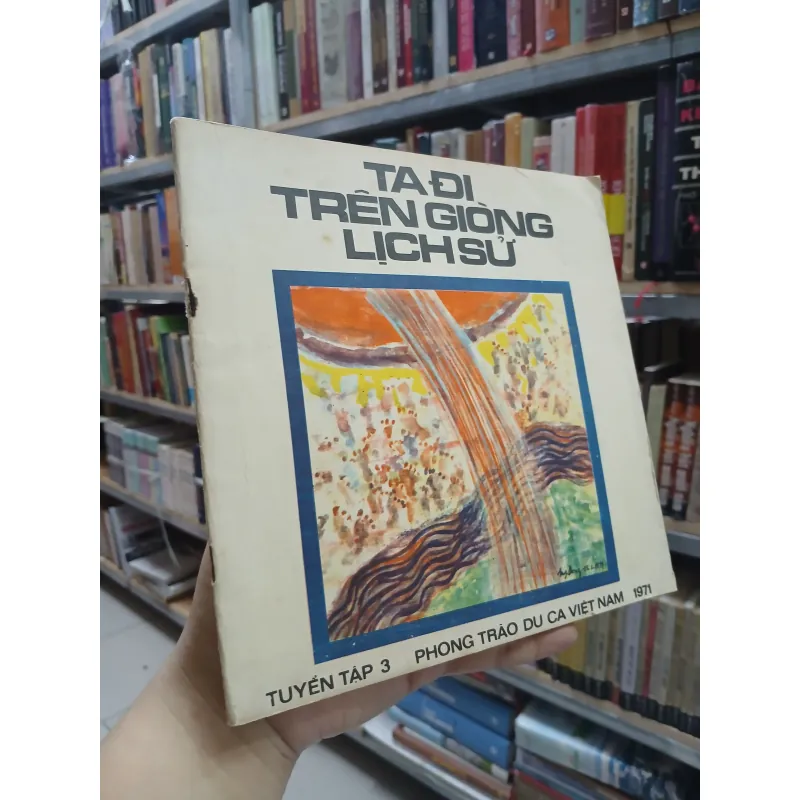 TA ĐI
TRÊN GIÒNG
LỊCH SỬ
TUYỂN TẬP 3 PHONG TRÀO DU CA VIỆT NAM 1971